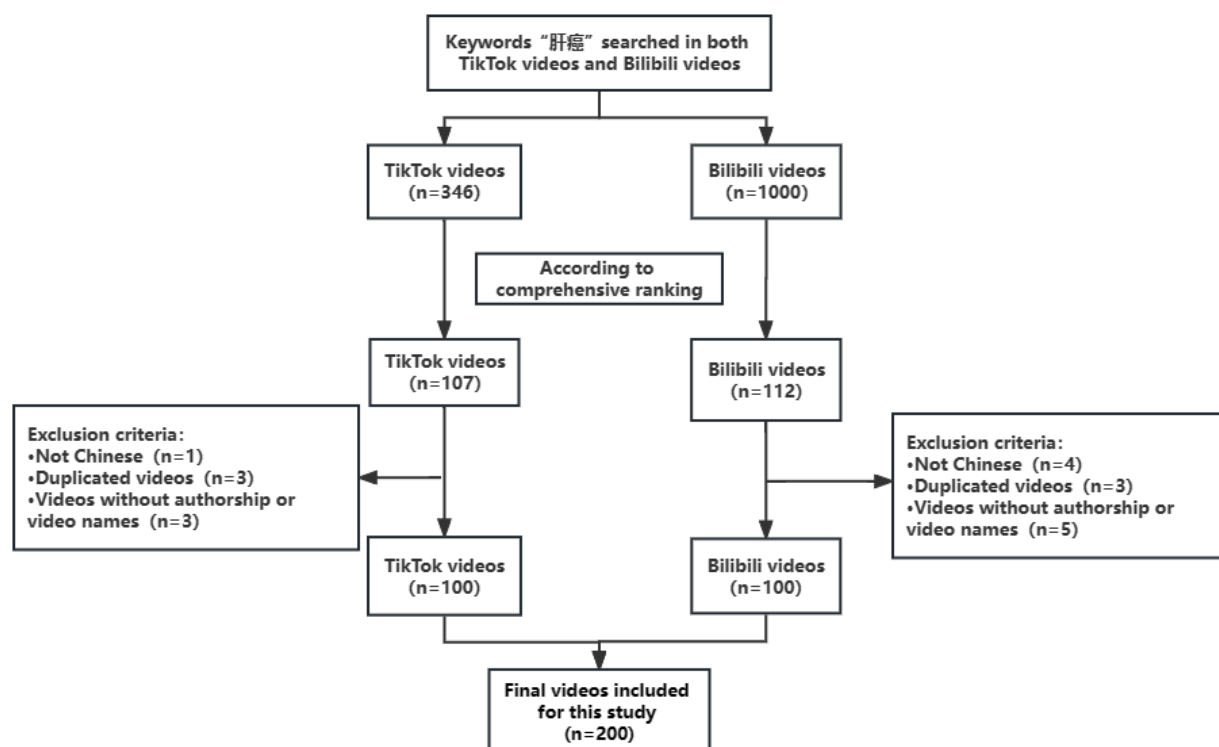 Keywords “肝癌” searched in both
TikTok videos and Bilibili videos
TikTok videos
(n=346)
Bilibili videos
(n=1000)
According to
comprehensive ranking
TikTok videos
(n=107)
Bilibili videos
(n=112)
Exclusion criteria:
•Not Chinese (n=1)
•Duplicated videos (n=3)
•Videos without authorship or
video names (n=3)
Exclusion criteria:
•Not Chinese (n=4)
•Duplicated videos (n=3)
•Videos without authorship or
video names (n=5)
TikTok videos
(n=100)
Bilibili videos
(n=100)
Final videos included
for this study
(n=200)